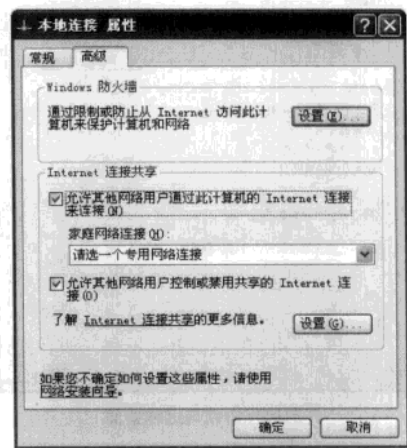 本地连接 属性
常规 高级
Windows 防火墙
通过限制或防止从 Internet 访问此计
算机来保护计算机和网络
设置(E)...
Internet 连接共享
允许其他网络用户通过此计算机的 Internet 连接
来连接(N)
家庭网络连接(H):
请选一个专用网络连接
允许其他网络用户控制或禁用共享的 Internet 连
接(O)
了解 Internet 连接共享的更多信息。
设置(G)...
如果您不确定如何设置这些属性，请使用
网络安装向导。
确定 取消